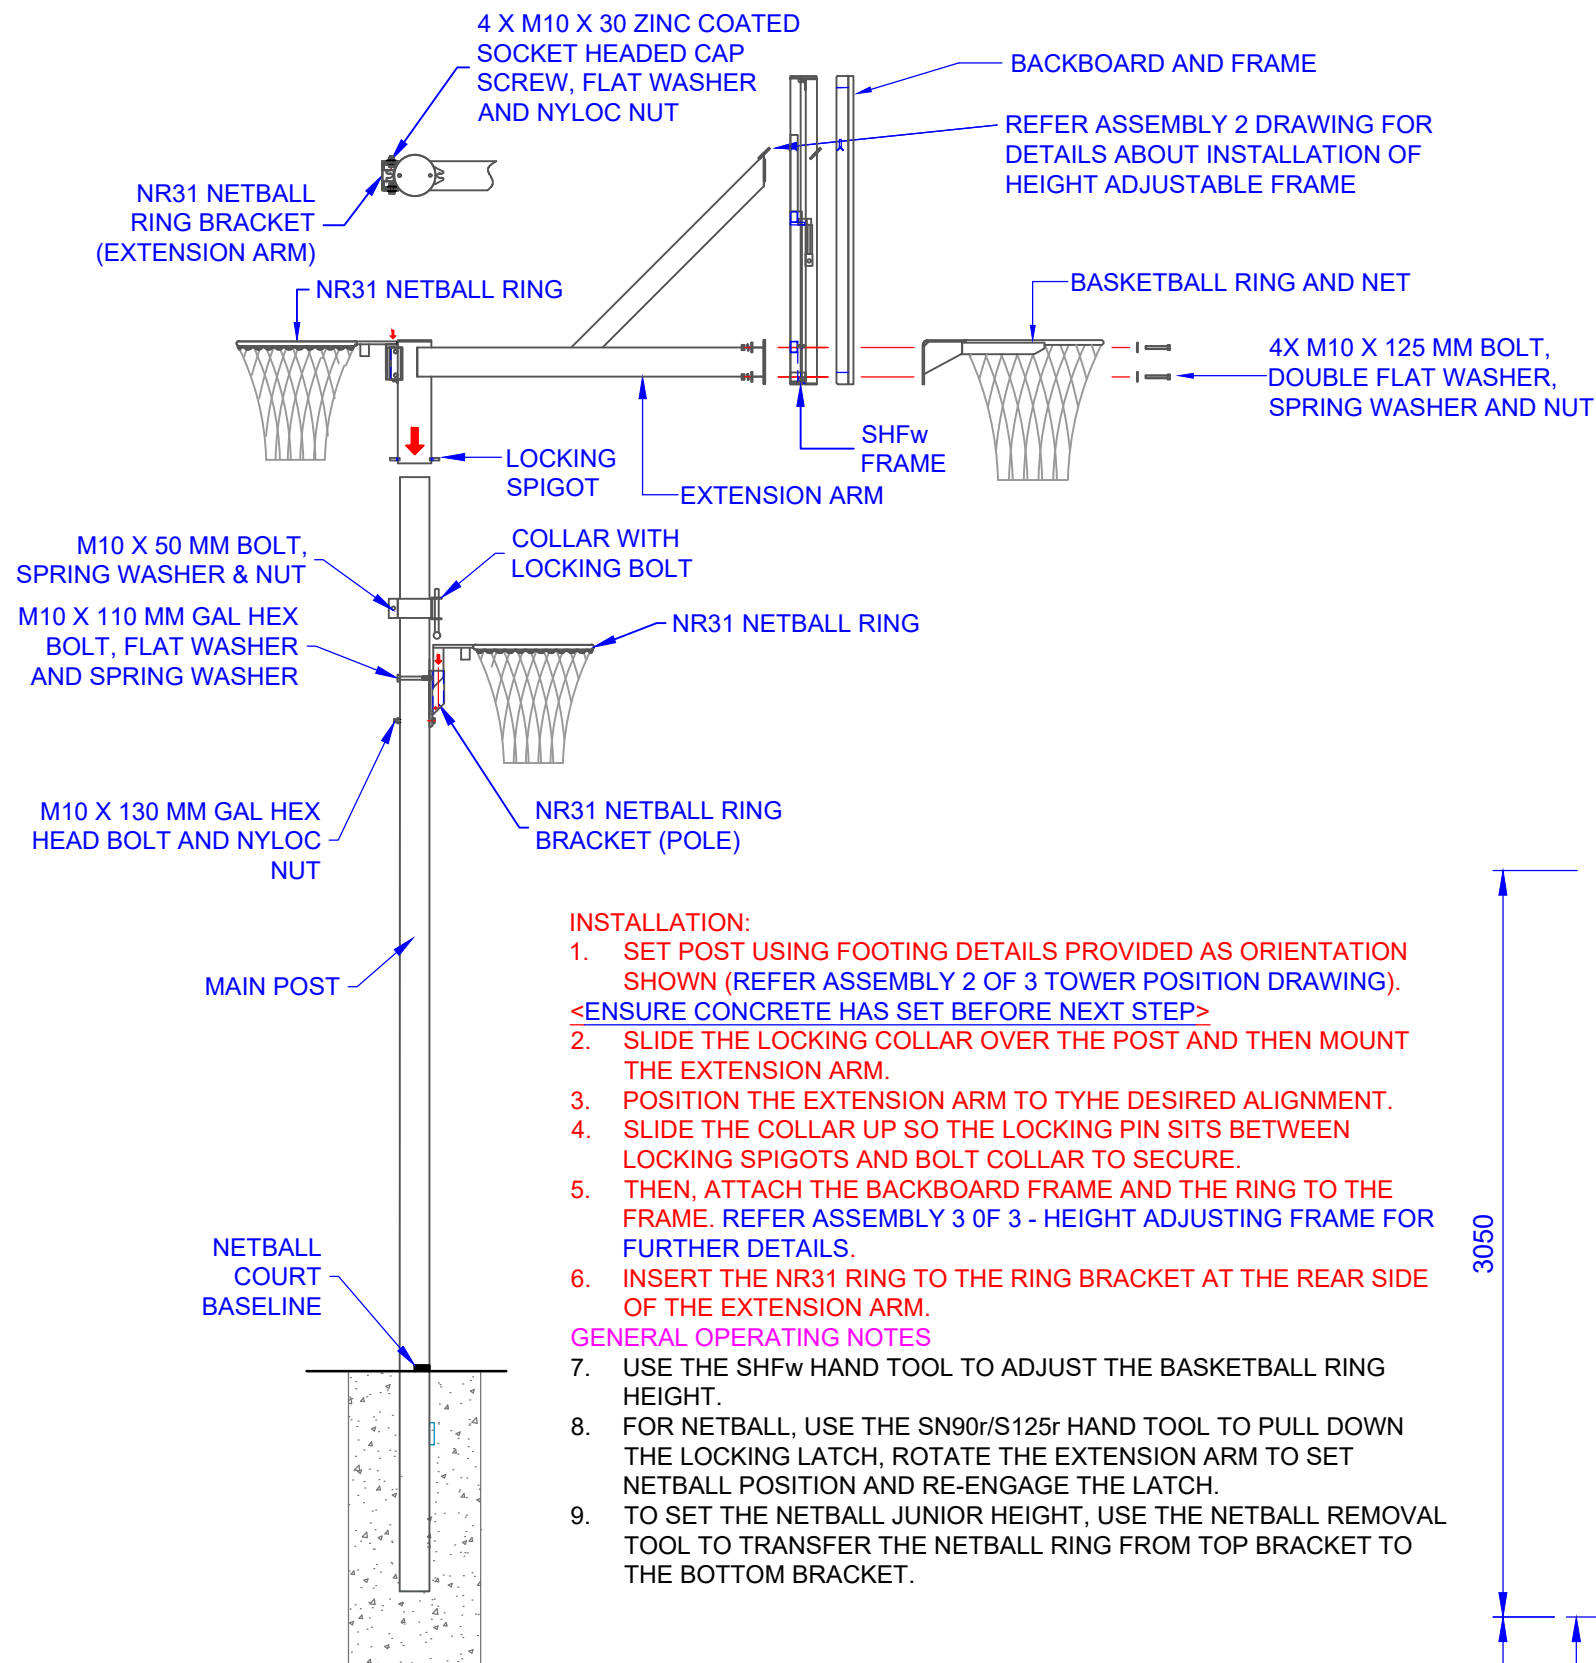 4 X M10 X 30 ZINC COATED
SOCKET HEADED CAP
SCREW, FLAT WASHER
AND NYLOC NUT
BACKBOARD AND FRAME
REFER ASSEMBLY 2 DRAWING FOR
DETAILS ABOUT INSTALLATION OF
HEIGHT ADJUSTABLE FRAME
NR31 NETBALL
RING BRACKET
(EXTENSION ARM)
NR31 NETBALL RING
BASKETBALL RING AND NET
4X M10 X 125 MM BOLT,
DOUBLE FLAT WASHER,
SPRING WASHER AND NUT
SHFw
FRAME
LOCKING
SPIGOT
EXTENSION ARM
M10 X 50 MM BOLT,
SPRING WASHER & NUT
COLLAR WITH
LOCKING BOLT
M10 X 110 MM GAL HEX
BOLT, FLAT WASHER
AND SPRING WASHER
NR31 NETBALL RING
M10 X 130 MM GAL HEX
HEAD BOLT AND NYLOC
NUT
NR31 NETBALL RING
BRACKET (POLE)
MAIN POST
NETBALL
COURT
BASELINE
INSTALLATION:
1. SET POST USING FOOTING DETAILS PROVIDED AS ORIENTATION
SHOWN (REFER ASSEMBLY 2 OF 3 TOWER POSITION DRAWING).
<ENSURE CONCRETE HAS SET BEFORE NEXT STEP>
2. SLIDE THE LOCKING COLLAR OVER THE POST AND THEN MOUNT
THE EXTENSION ARM.
3. POSITION THE EXTENSION ARM TO TYHE DESIRED ALIGNMENT.
4. SLIDE THE COLLAR UP SO THE LOCKING PIN SITS BETWEEN
LOCKING SPIGOTS AND BOLT COLLAR TO SECURE.
5. THEN, ATTACH THE BACKBOARD FRAME AND THE RING TO THE
FRAME. REFER ASSEMBLY 3 0F 3 - HEIGHT ADJUSTING FRAME FOR
FURTHER DETAILS.
6. INSERT THE NR31 RING TO THE RING BRACKET AT THE REAR SIDE
OF THE EXTENSION ARM.
GENERAL OPERATING NOTES
7. USE THE SHFw HAND TOOL TO ADJUST THE BASKETBALL RING
HEIGHT.
8. FOR NETBALL, USE THE SN90r/S125r HAND TOOL TO PULL DOWN
THE LOCKING LATCH, ROTATE THE EXTENSION ARM TO SET
NETBALL POSITION AND RE-ENGAGE THE LATCH.
9. TO SET THE NETBALL JUNIOR HEIGHT, USE THE NETBALL REMOVAL
TOOL TO TRANSFER THE NETBALL RING FROM TOP BRACKET TO
THE BOTTOM BRACKET.
3050